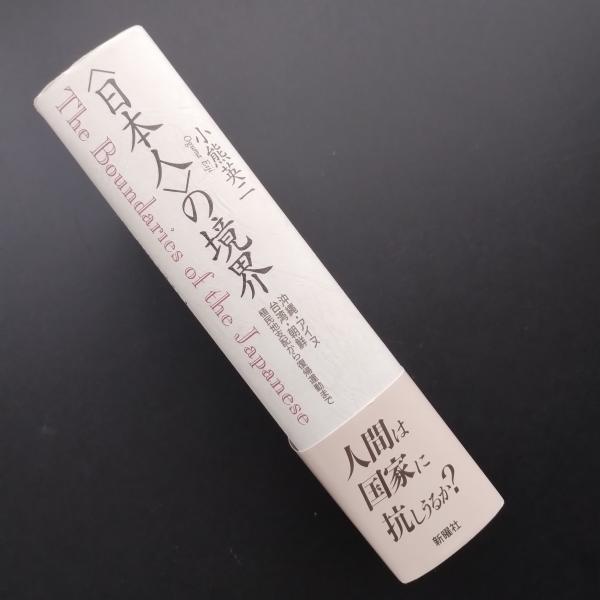 〈日本人〉の境界
The Boundaries of the Japanese
小熊英二
Oguma Eiji
沖縄・アイヌ
台湾・朝鮮
植民地支配から復帰運動まで
人間は
国家に
抗しうるか?
新曜社